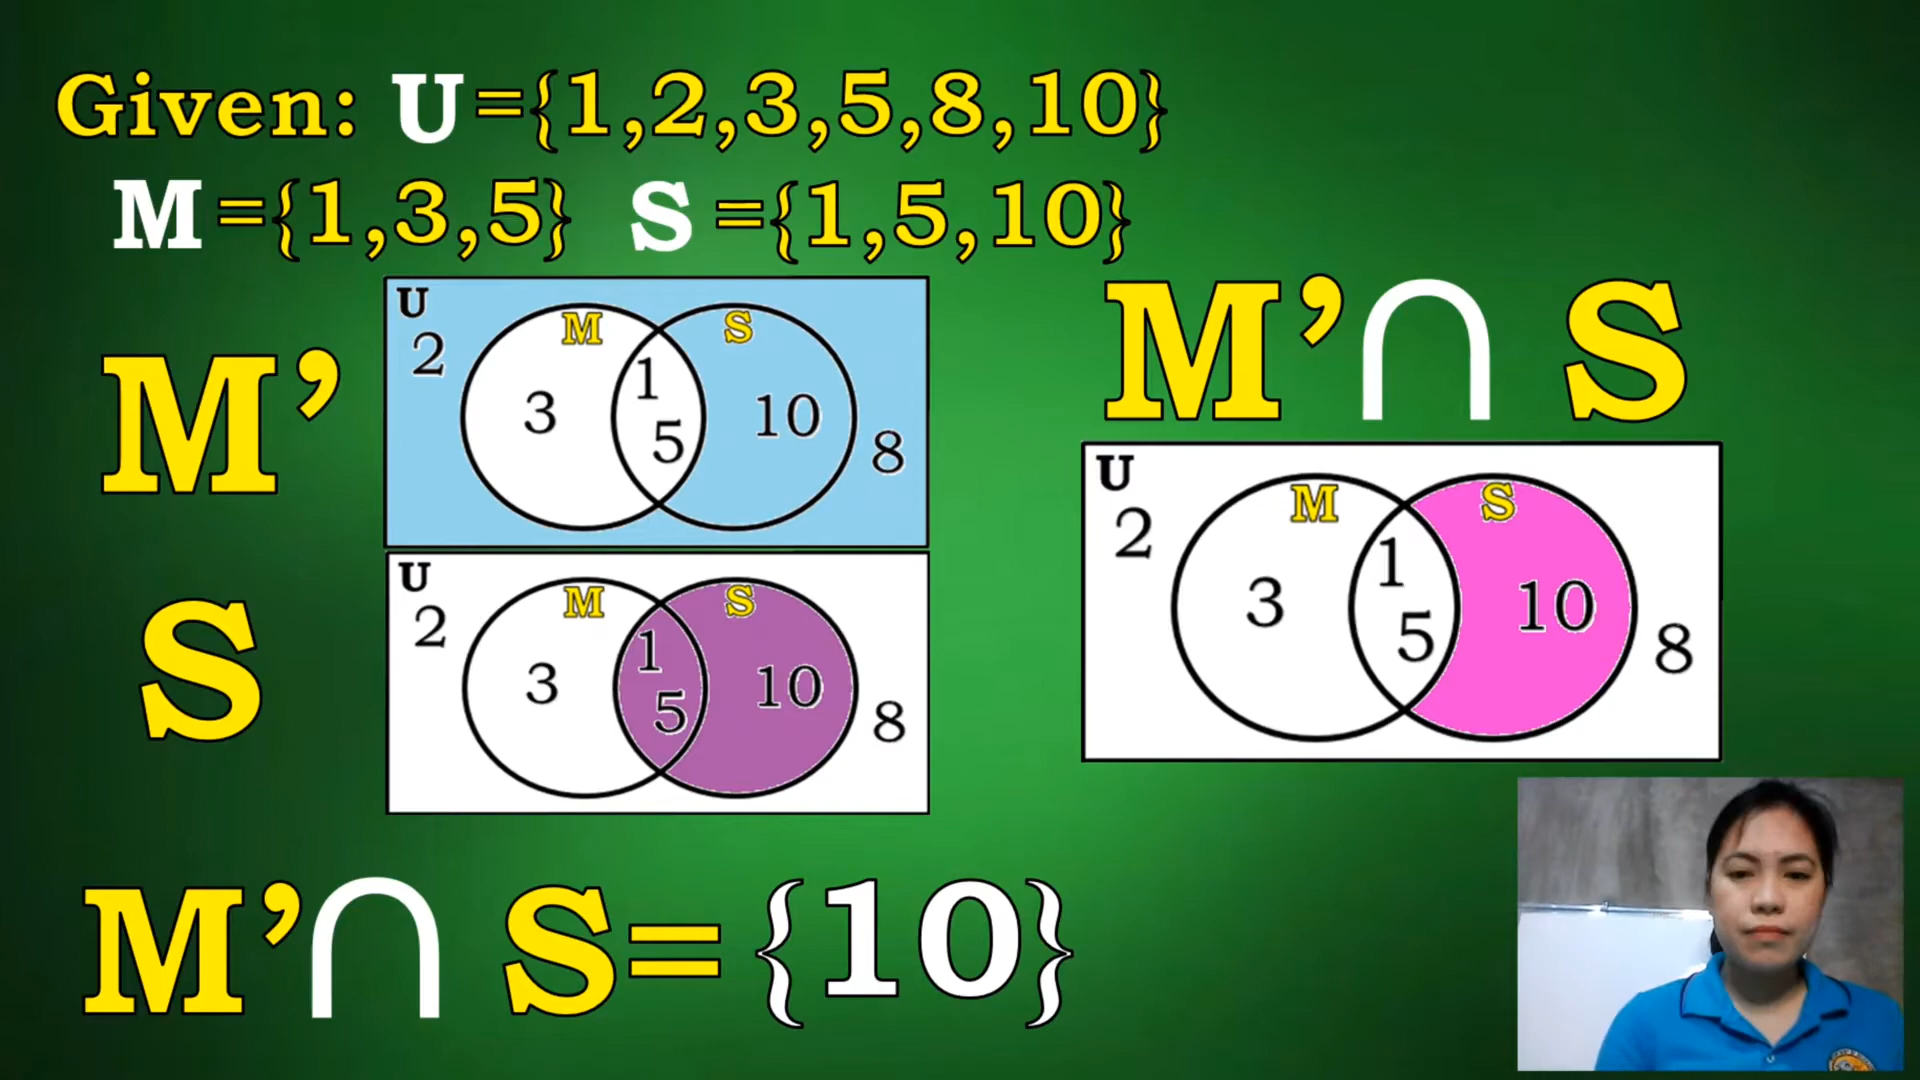 Given: U={1,2,3,5,8,10}
M={1,3,5} S={1,5,10}
M'
U
M S
2
3 1 5 10 8
S
U
M S
2
3 1 5 10 8
M'∩ S
U
M S
2
3 1 5 10 8
M'∩ S={10}